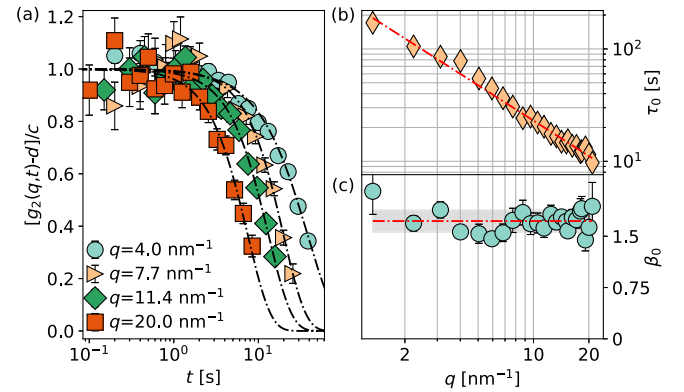 (a)
[g₂(q,t)-d]/c
1.2
1.0
0.8
0.6
0.4
0.2
0.0
q=4.0 nm⁻¹
q=7.7 nm⁻¹
q=11.4 nm⁻¹
q=20.0 nm⁻¹
10⁻¹ 10⁰ 10¹
t [s]
(b)
10²
10¹
τ₀ [s]
(c)
1.5
0.75
0
β₀
2 10 20
q [nm⁻¹]